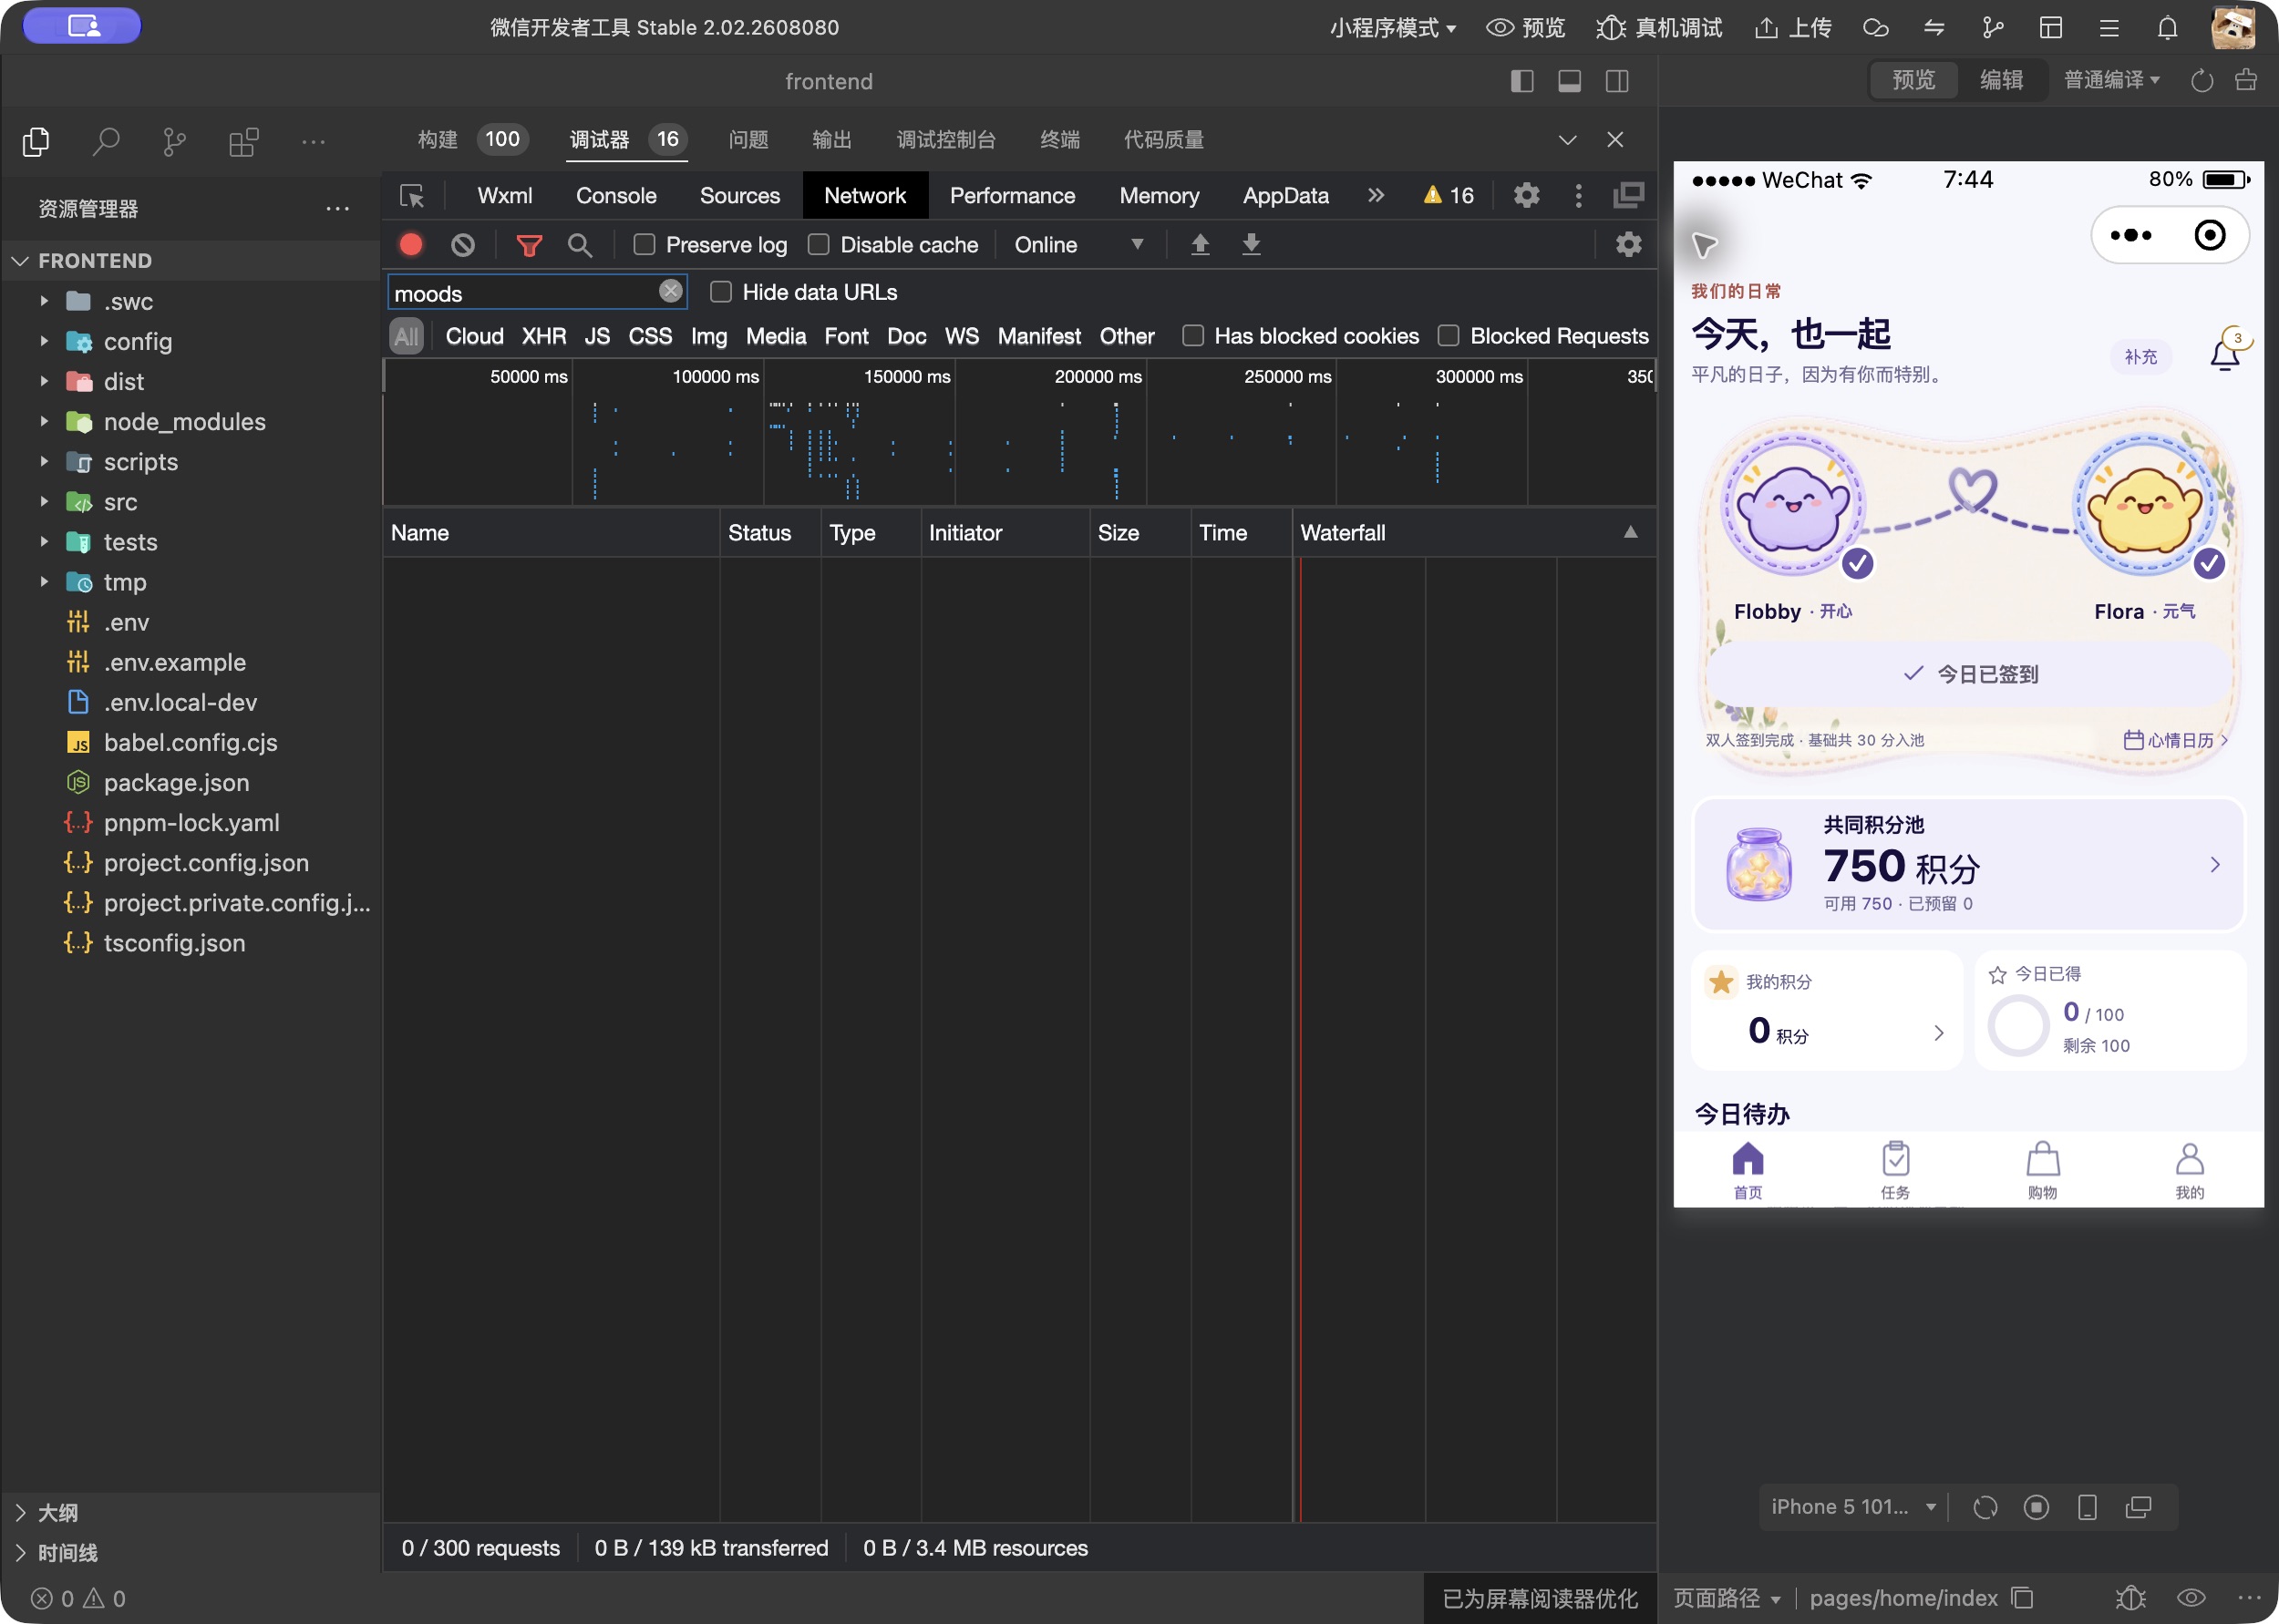 微信开发者工具 Stable 2.02.2608080
小程序模式
预览
真机调试
上传
frontend
预览
编辑
普通编译
构建 100
调试器 16
问题
输出
调试控制台
终端
代码质量
资源管理器
Wxml
Console
Sources
Network
Performance
Memory
AppData
16
Preserve log
Disable cache
Online
FRONTEND
.swc
config
dist
node_modules
scripts
src
tests
tmp
.env
.env.example
.env.local-dev
babel.config.cjs
package.json
pnpm-lock.yaml
project.config.json
project.private.config.j...
tsconfig.json
大纲
时间线
0
0
moods
Hide data URLs
All
Cloud
XHR
JS
CSS
Img
Media
Font
Doc
WS
Manifest
Other
Has blocked cookies
Blocked Requests
50000 ms
100000 ms
150000 ms
200000 ms
250000 ms
300000 ms
Name
Status
Type
Initiator
Size
Time
Waterfall
0 / 300 requests
0 B / 139 kB transferred
0 B / 3.4 MB resources
已为屏幕阅读器优化
WeChat
7:44
80%
我们的日常
今天，也一起
平凡的日子，因为有你而特别。
补充
3
Flobby · 开心
Flora · 元气
今日已签到
双人签到完成 · 基础共 30 分入池
心情日历
共同积分池
750 积分
可用 750 · 已预留 0
我的积分
0 积分
今日已得
0 / 100
剩余 100
今日待办
首页
任务
购物
我的
iPhone 5 101...
页面路径
pages/home/index